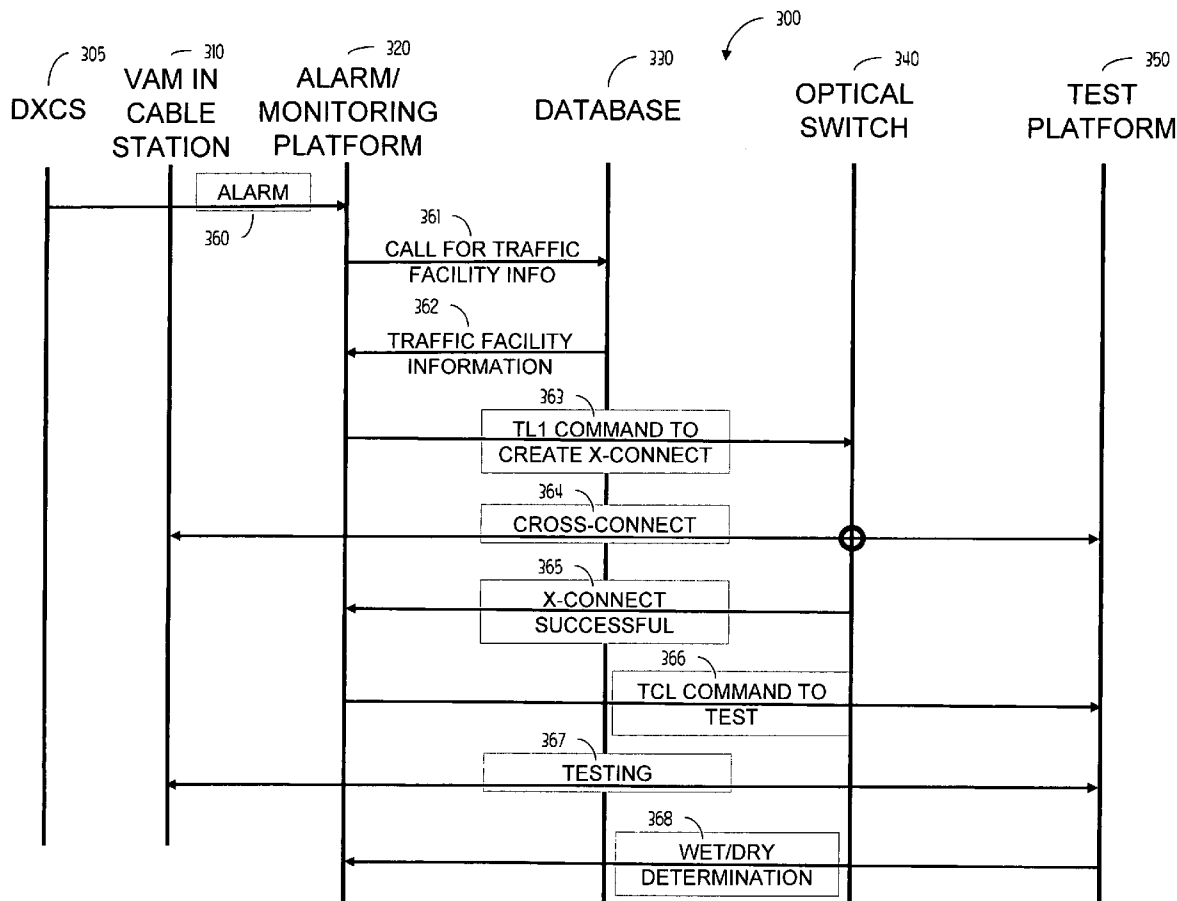 300
305
DXCS
310
VAM IN
CABLE
STATION
320
ALARM/
MONITORING
PLATFORM
330
DATABASE
340
OPTICAL
SWITCH
350
TEST
PLATFORM
ALARM
360
361
CALL FOR TRAFFIC
FACILITY INFO
362
TRAFFIC FACILITY
INFORMATION
363
TL1 COMMAND TO
CREATE X-CONNECT
364
CROSS-CONNECT
365
X-CONNECT
SUCCESSFUL
366
TCL COMMAND TO
TEST
367
TESTING
368
WET/DRY
DETERMINATION